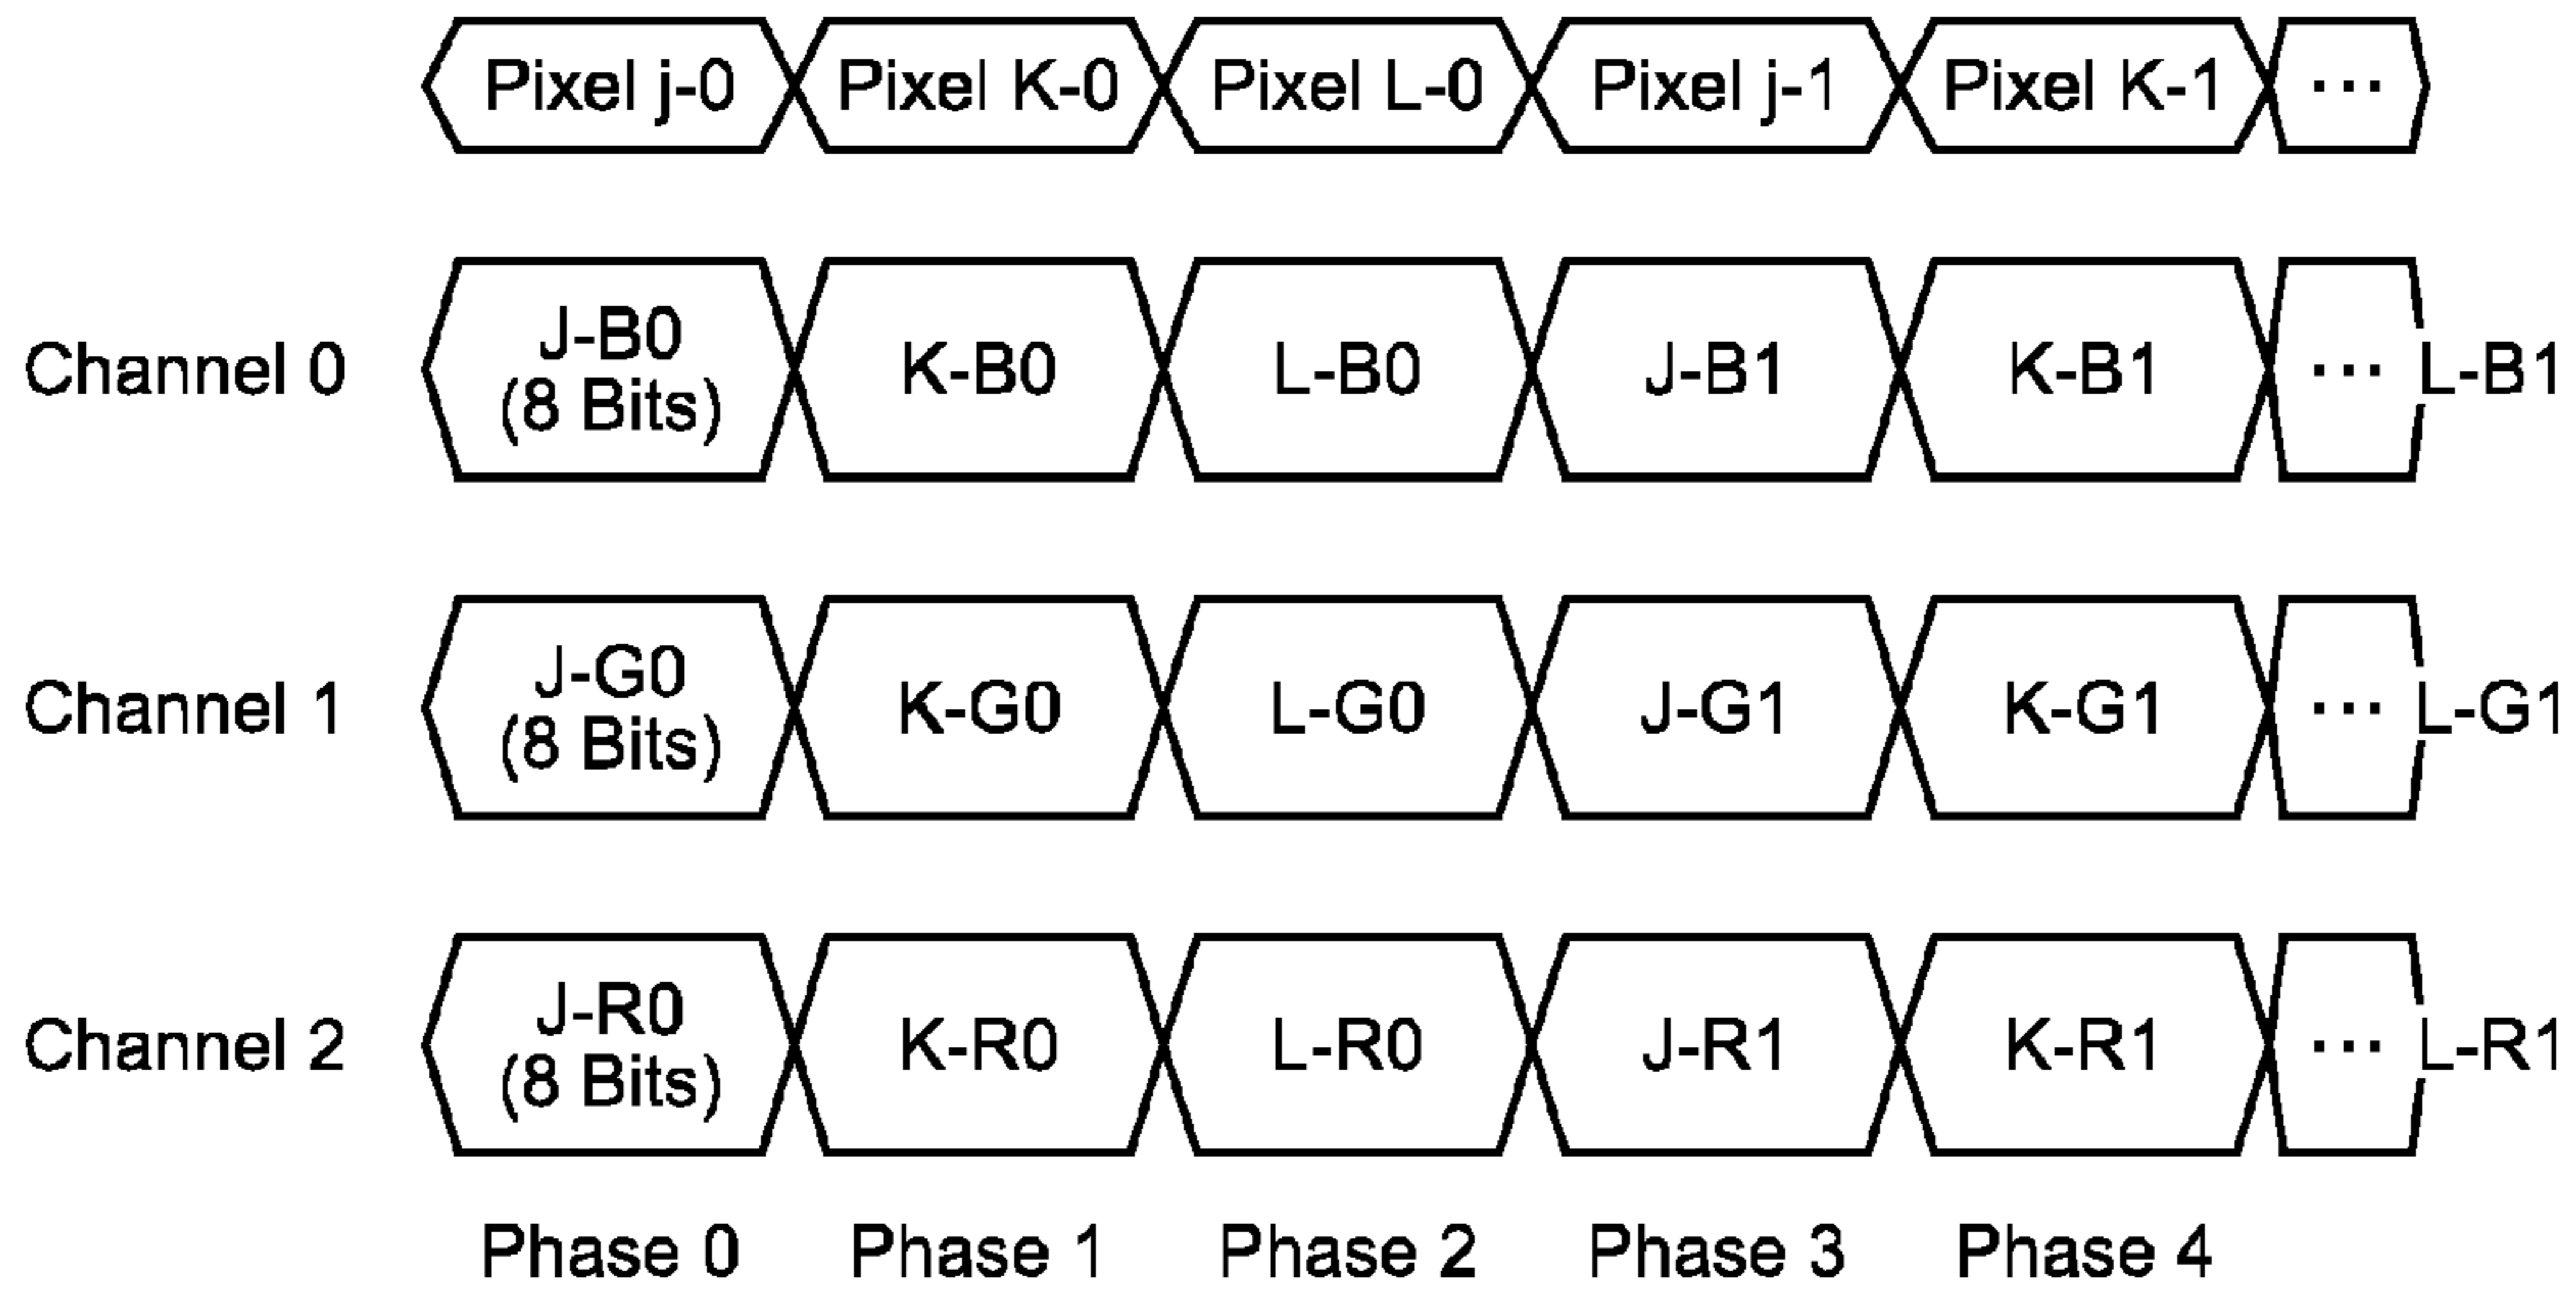 Pixel j-0 Pixel K-0 Pixel L-0 Pixel j-1 Pixel K-1 ...
Channel 0 J-B0 (8 Bits) K-B0 L-B0 J-B1 K-B1 ... L-B1
Channel 1 J-G0 (8 Bits) K-G0 L-G0 J-G1 K-G1 ... L-G1
Channel 2 J-R0 (8 Bits) K-R0 L-R0 J-R1 K-R1 ... L-R1
Phase 0 Phase 1 Phase 2 Phase 3 Phase 4